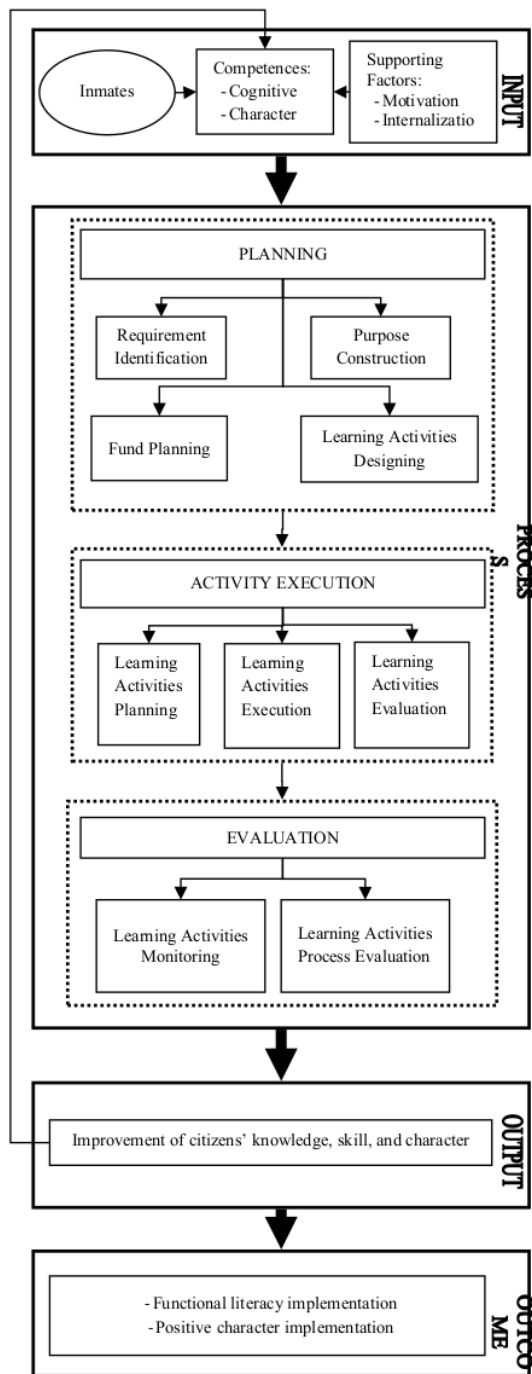 Inmates
Competences:
- Cognitive
- Character
Supporting
Factors:
- Motivation
- Internalizatio
INPUT
PLANNING
Requirement
Identification
Purpose
Construction
Fund Planning
Learning Activities
Designing
PROCES
S
ACTIVITY EXECUTION
Learning
Activities
Planning
Learning
Activities
Execution
Learning
Activities
Evaluation
EVALUATION
Learning Activities
Monitoring
Learning Activities
Process Evaluation
Improvement of citizens’ knowledge, skill, and character
OUTPUT
- Functional literacy implementation
- Positive character implementation
OUTCO
ME